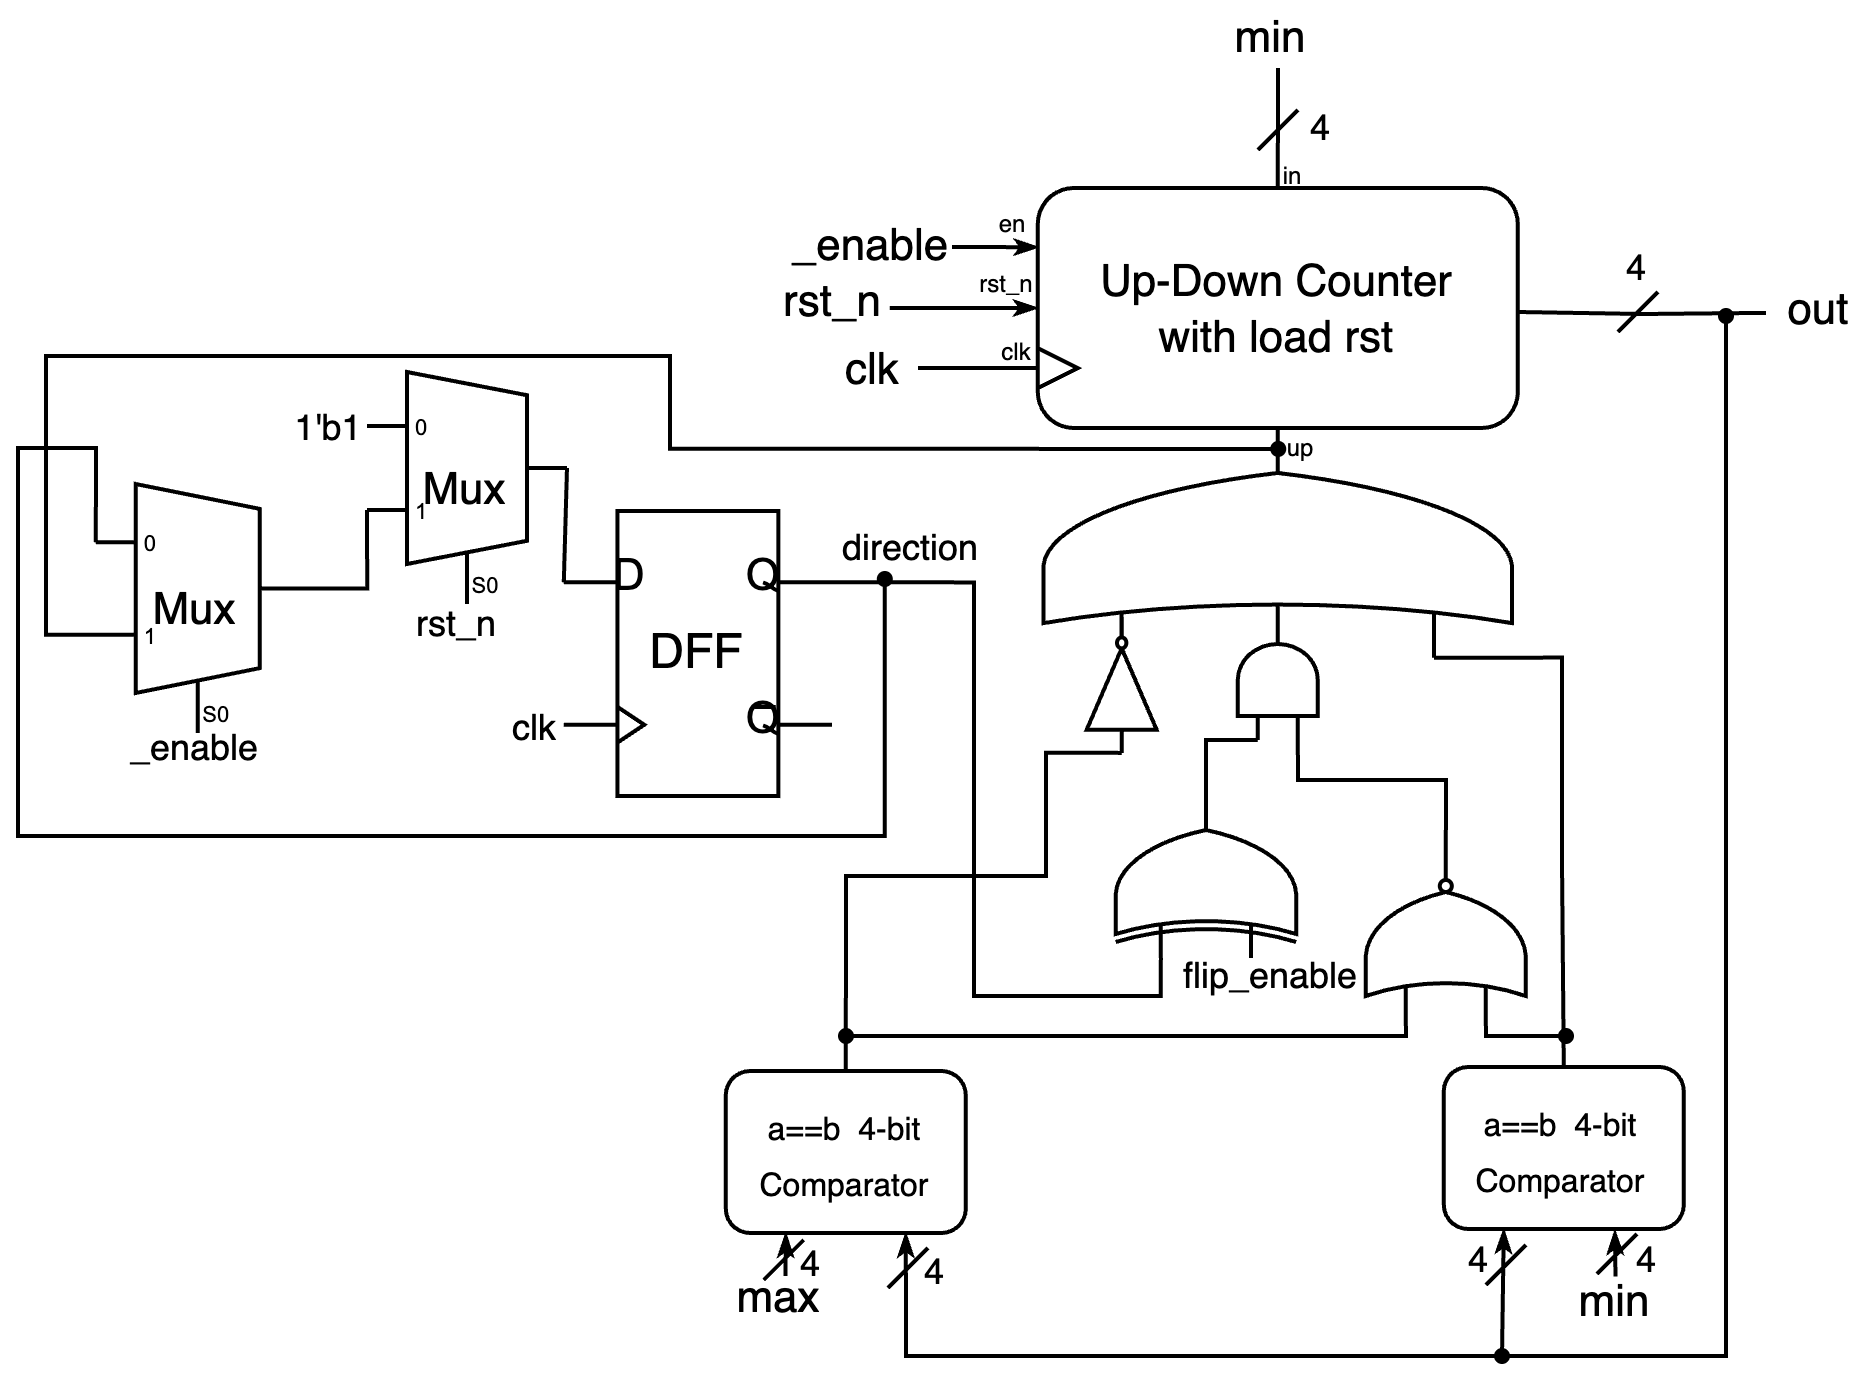 min
4
in
_enable
en
rst_n
rst_n
clk
clk
Up-Down Counter
with load rst
4
out
up
1'b1
0
1
Mux
S0
rst_n
0
1
Mux
S0
_enable
D
Q
DFF
Q
clk
direction
flip_enable
a==b 4-bit
Comparator
4
max
4
a==b 4-bit
Comparator
4
4
min